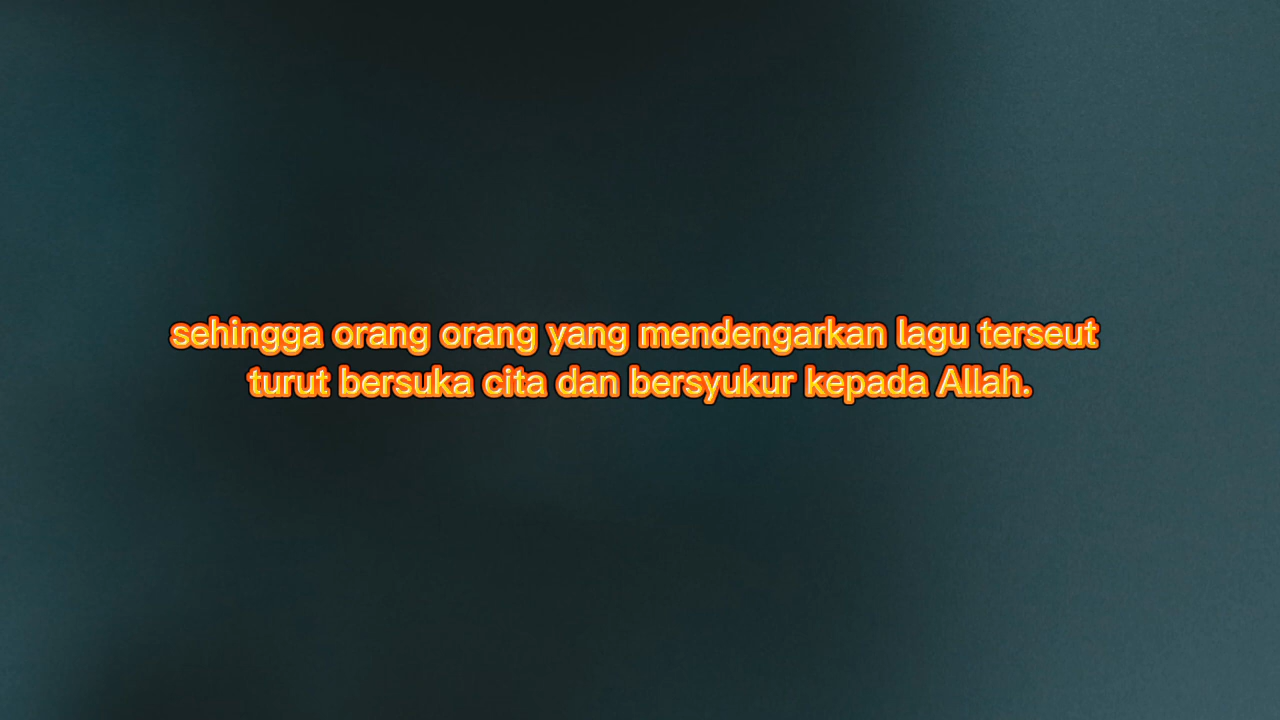 sehingga orang orang yang mendengarkan lagu terseut
turut bersuka cita dan bersyukur kepada Allah.